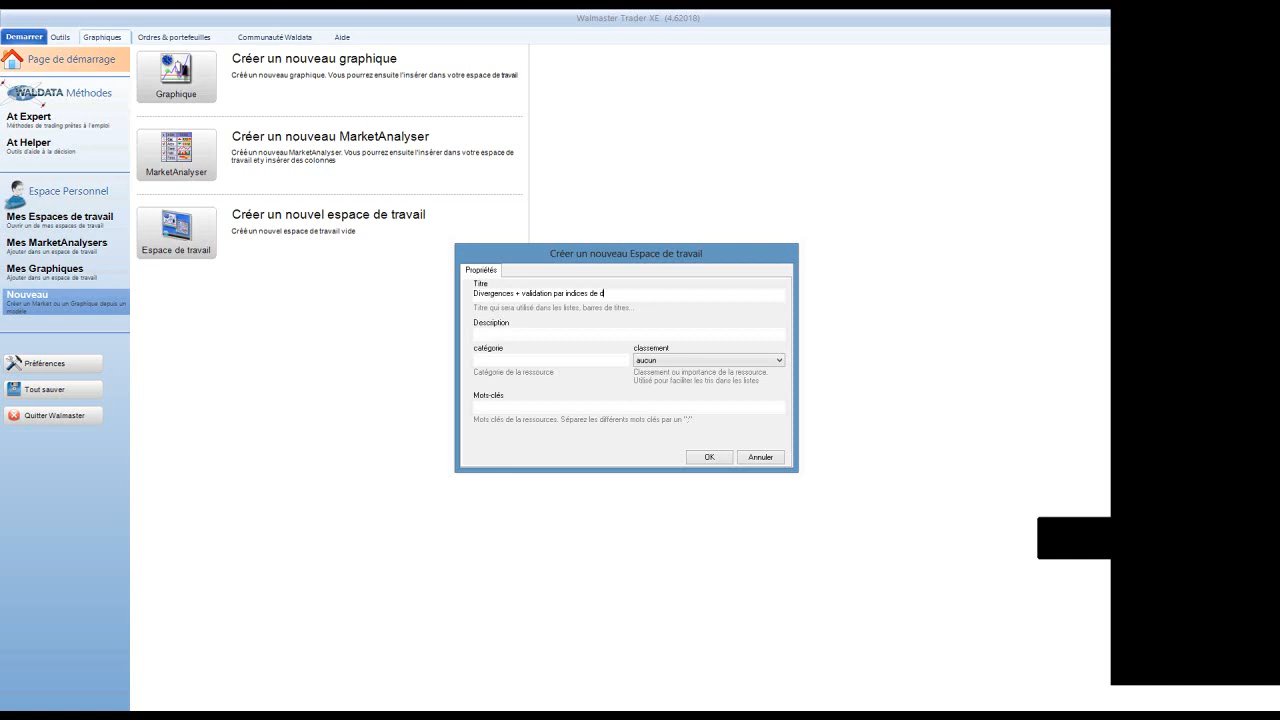 Walmaster Trader XE. (4.62018)
Demarrer Outils Graphiques Ordres & portefeuilles Communauté Waldata Aide
Page de démarrage
WALDATA Méthodes
At Expert
Méthodes de trading prêtes à l'emploi
At Helper
Outils d'aide à la décision
Espace Personnel
Mes Espaces de travail
Ouvrir un de mes espaces de travail
Mes MarketAnalysers
Ajouter dans un espace de travail
Mes Graphiques
Ajouter dans un espace de travail
Nouveau
Créer un Market ou un Graphique depuis un
modèle
Préférences
Tout sauver
Quitter Walmaster
Graphique
Créer un nouveau graphique
Créé un nouveau graphique. Vous pourrez ensuite l'insérer dans votre espace de travail
MarketAnalyser
Créer un nouveau MarketAnalyser
Créé un nouveau MarketAnalyser. Vous pourrez ensuite l'insérer dans votre espace de
travail et y insérer des colonnes
Espace de travail
Créer un nouvel espace de travail
Créé un nouvel espace de travail vide
Créer un nouveau Espace de travail
Propriétés
Titre
Divergences + validation par indices de d
Titre qui sera utilisé dans les listes, barres de titres...
Description
catégorie
Catégorie de la ressource
classement
aucun
Classement ou importance de la ressource.
Utilisé pour faciliter les tris dans les listes
Mots-clés
Mots clés de la ressources. Séparez les différents mots clés par un ";"
OK Annuler